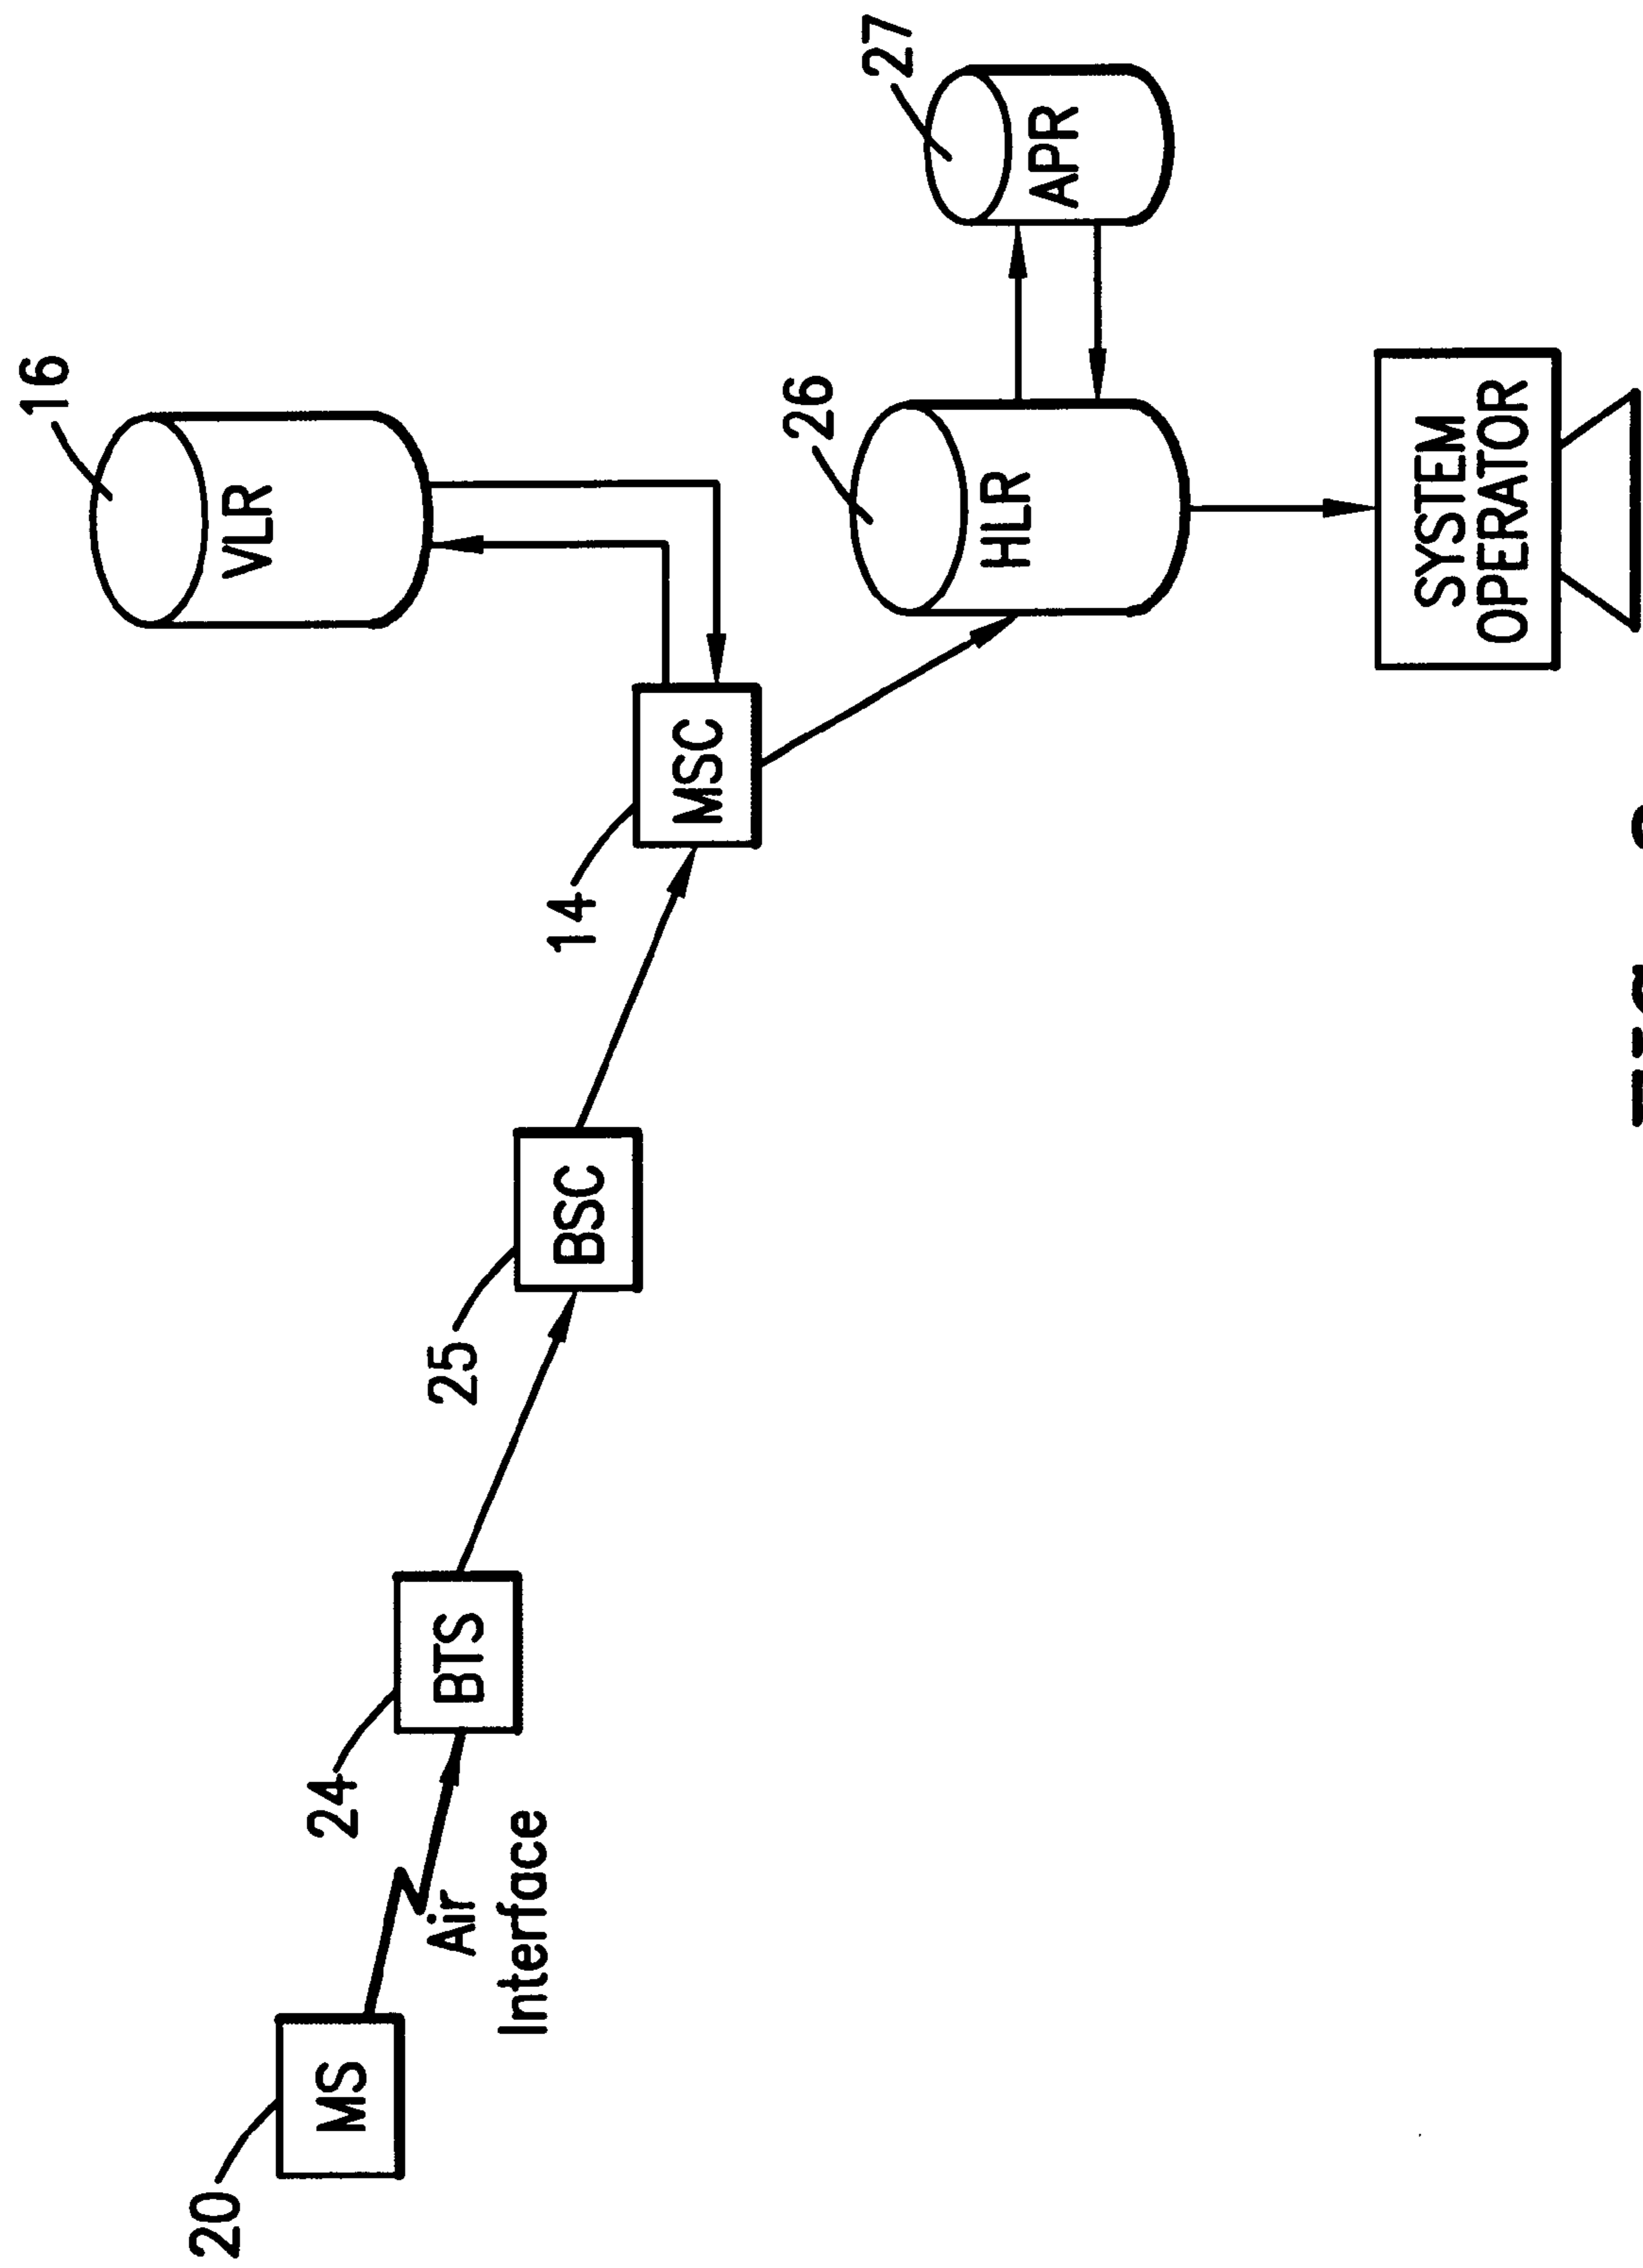 20
MS
Air
Interface
24
BTS
25
BSC
14
MSC
16
VLR
26
HLR
27
APR
SYSTEM
OPERATOR